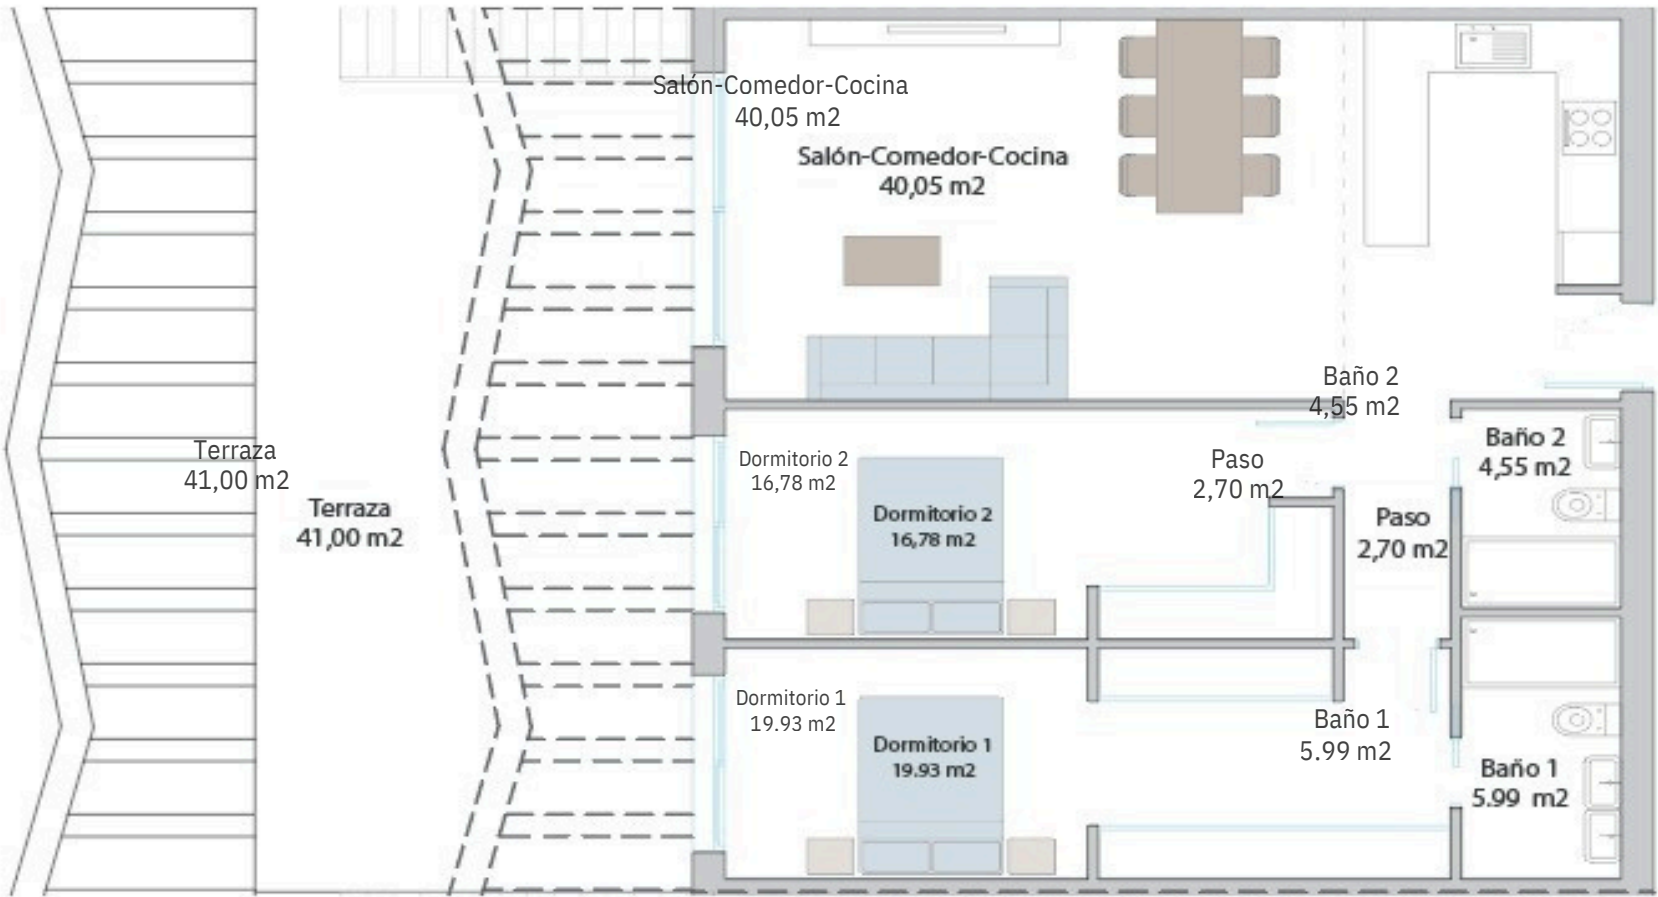 Salón-Comedor-Cocina
40,05 m2
Salón-Comedor-Cocina
40,05 m2
Baño 2
4,55 m2
Baño 2
4,55 m2
Terraza
41,00 m2
Terraza
41,00 m2
Dormitorio 2
16,78 m2
Dormitorio 2
16,78 m2
Paso
2,70 m2
Paso
2,70 m2
Dormitorio 1
19.93 m2
Dormitorio 1
19.93 m2
Baño 1
5.99 m2
Baño 1
5.99 m2